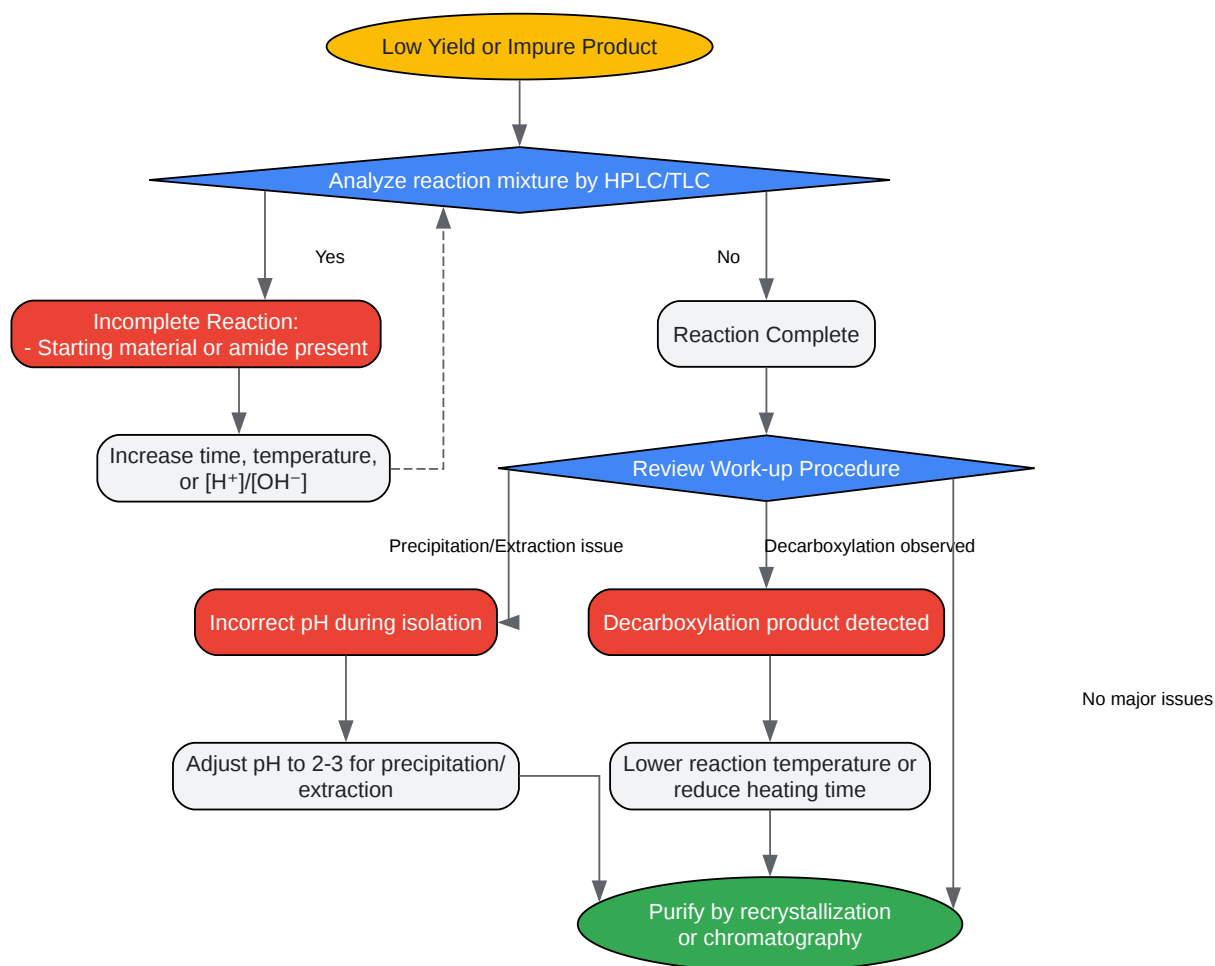 Low Yield or Impure Product
Analyze reaction mixture by HPLC/TLC
Yes
No
Incomplete Reaction:
- Starting material or amide present
Reaction Complete
Increase time, temperature,
or [H⁺]/[OH⁻]
Review Work-up Procedure
Precipitation/Extraction issue
Decarboxylation observed
Incorrect pH during isolation
Decarboxylation product detected
No major issues
Adjust pH to 2-3 for precipitation/
extraction
Lower reaction temperature or
reduce heating time
Purify by recrystallization
or chromatography